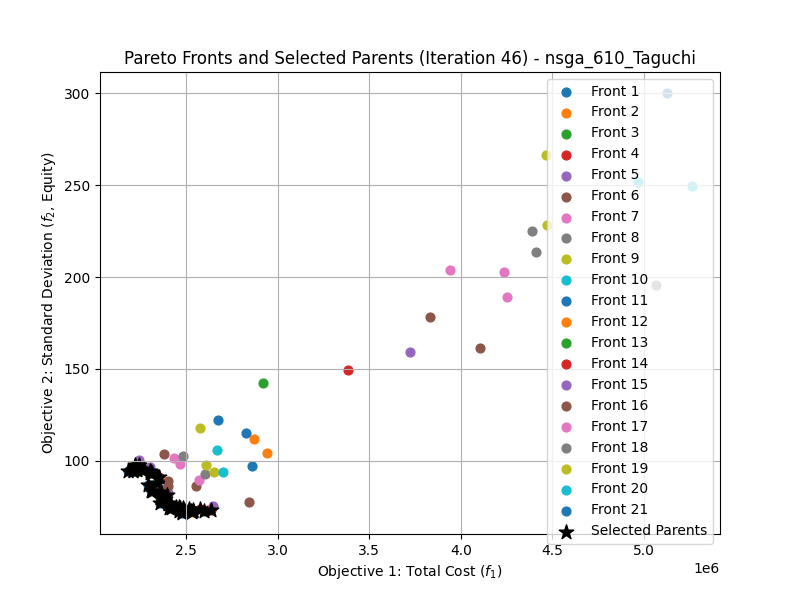 Pareto Fronts and Selected Parents (Iteration 46) - nsga_610_Taguchi
Objective 2: Standard Deviation (f₂, Equity)
300
250
200
150
100
2.5
3.0
3.5
4.0
4.5
5.0
1e6
Objective 1: Total Cost (f₁)
Front 1
Front 2
Front 3
Front 4
Front 5
Front 6
Front 7
Front 8
Front 9
Front 10
Front 11
Front 12
Front 13
Front 14
Front 15
Front 16
Front 17
Front 18
Front 19
Front 20
Front 21
Selected Parents